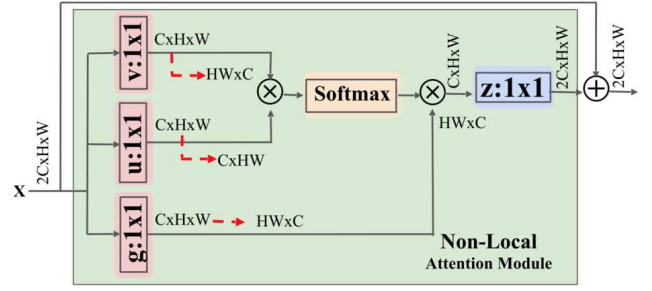 X
2CxHxW
v:1x1
CxHxW
HWxC
u:1x1
CxHxW
CxHW
g:1x1
CxHxW
HWxC
Softmax
HWxC
CxHxW
z:1x1
2CxHxW
2CxHxW
Non-Local
Attention Module